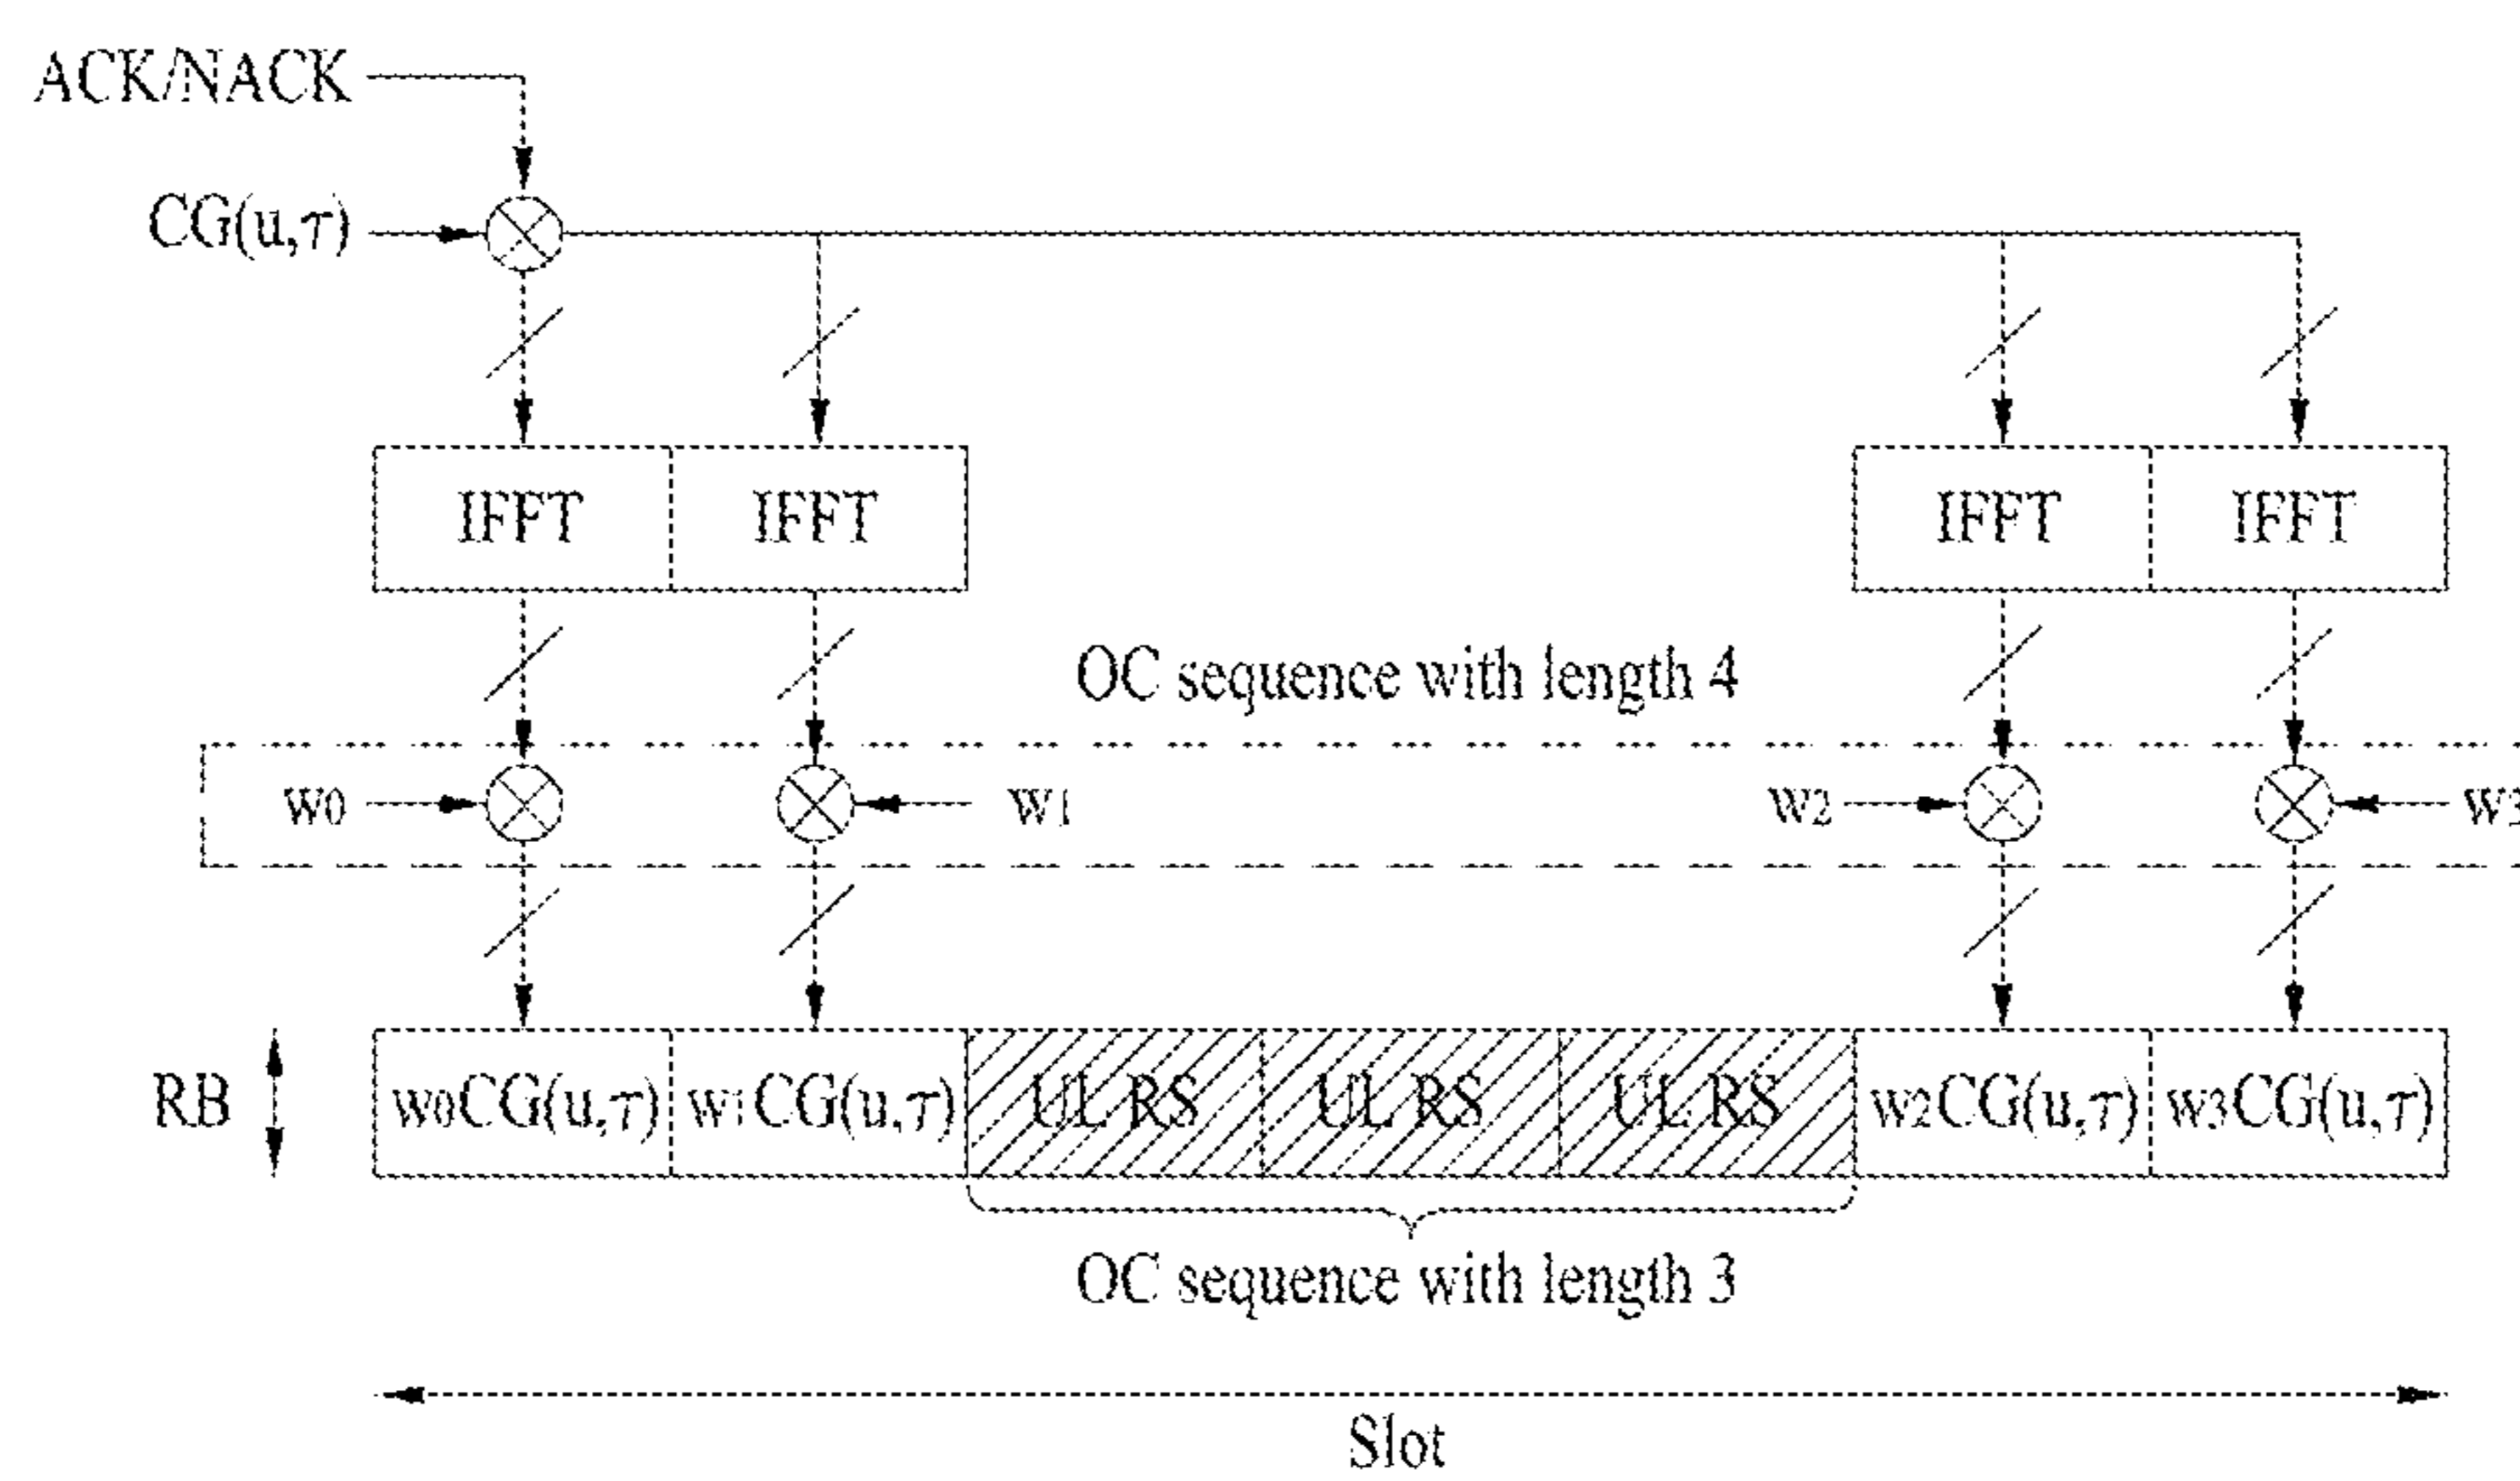 ACK/NACK
CG(u,τ)
IFFT IFFT IFFT IFFT
OC sequence with length 4
w0 w1 w2 w3
RB w0CG(u,τ) w1CG(u,τ) UL RS UL RS UL RS w2CG(u,τ) w3CG(u,τ)
OC sequence with length 3
Slot